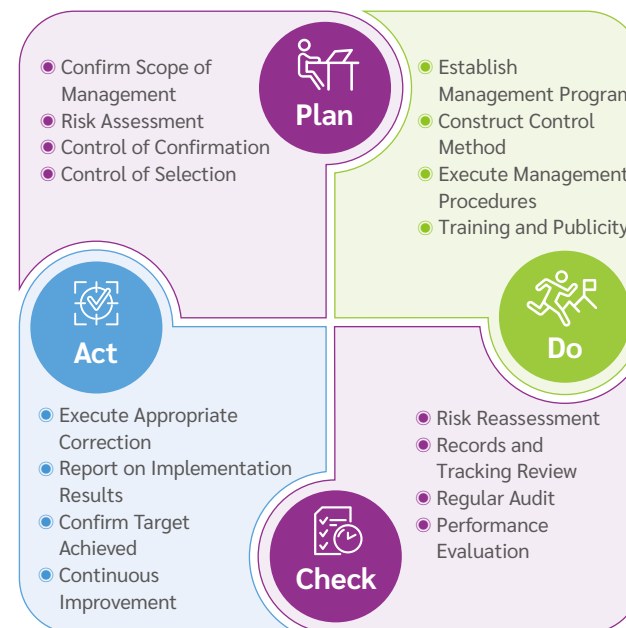 Confirm Scope of
Management
Risk Assessment
Control of Confirmation
Control of Selection
Plan
Establish
Management Program
Construct Control
Method
Execute Management
Procedures
Training and Publicity
Do
Act
Execute Appropriate
Correction
Report on Implementation
Results
Confirm Target
Achieved
Continuous
Improvement
Risk Reassessment
Records and
Tracking Review
Regular Audit
Performance
Evaluation
Check